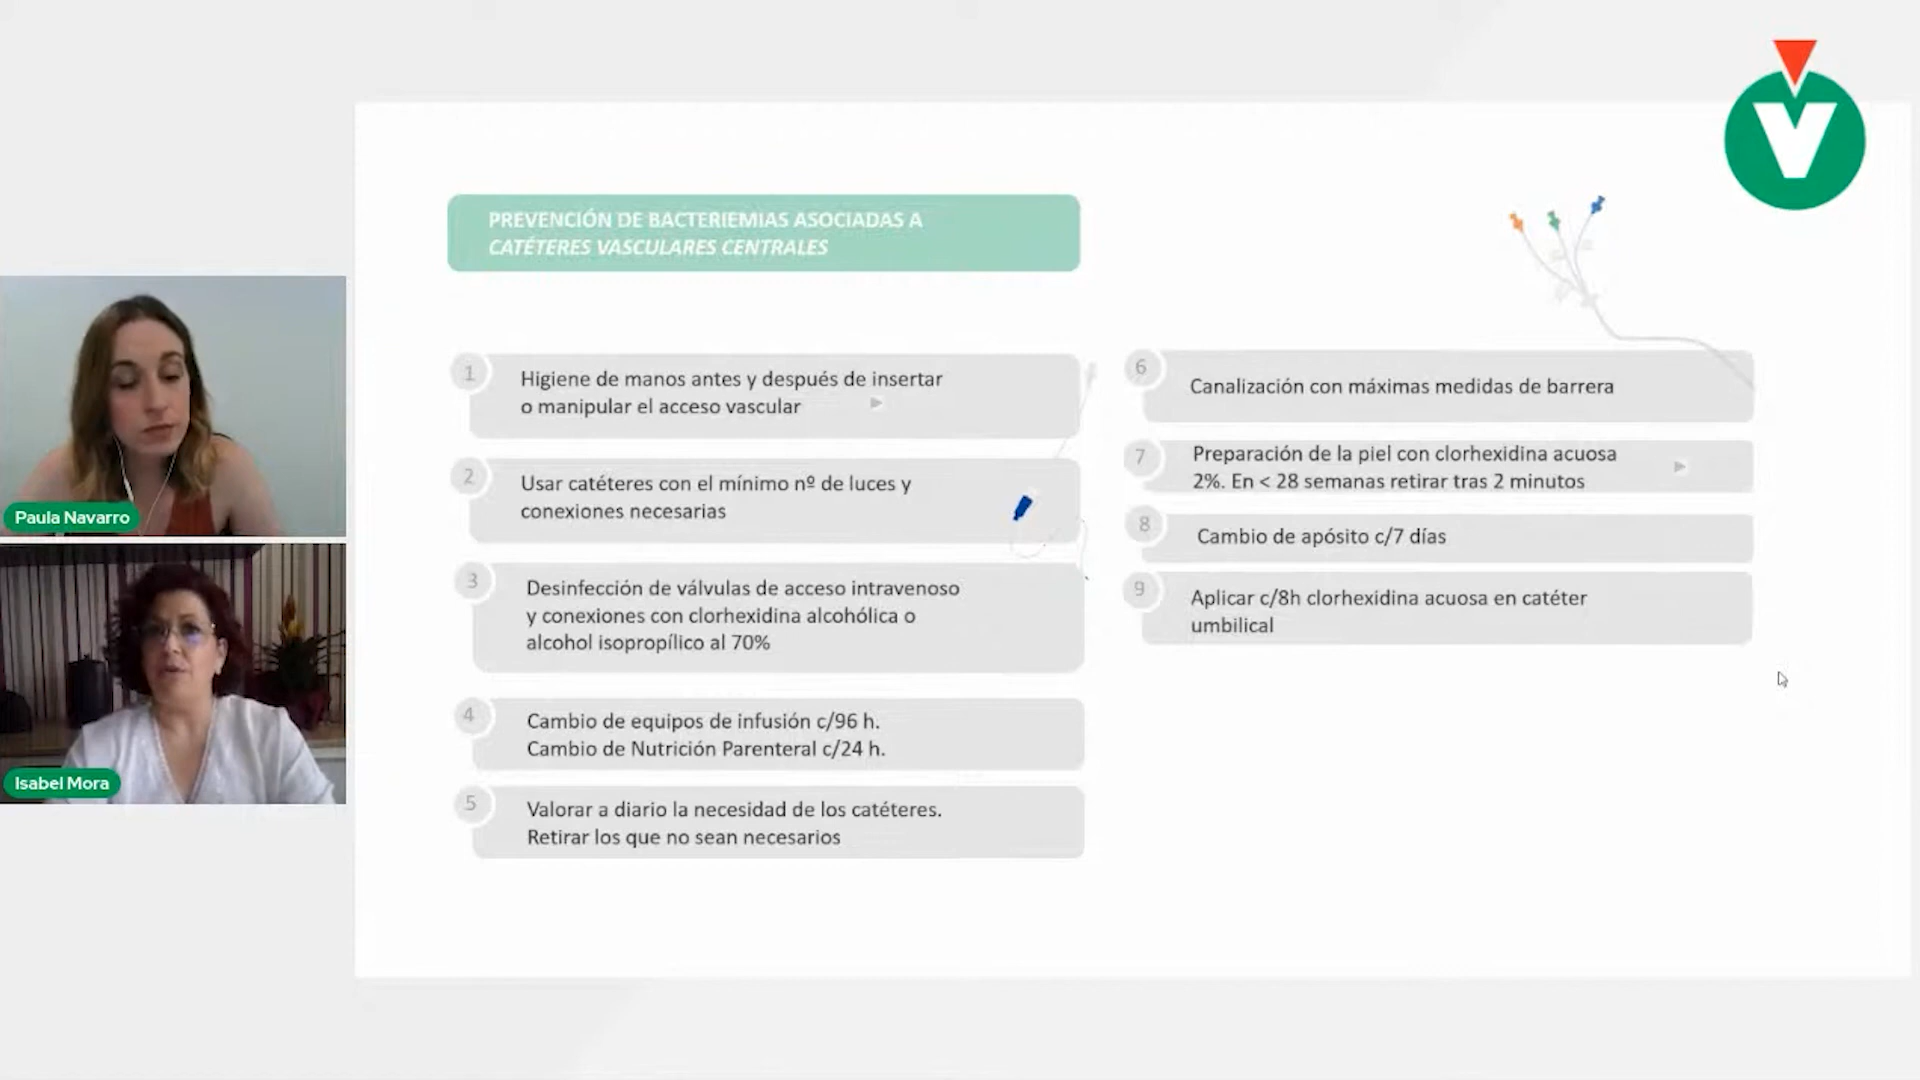 PREVENCIÓN DE BACTERIEMIAS ASOCIADAS A
CATÉTERES VASCULARES CENTRALES
1
Higiene de manos antes y después de insertar
o manipular el acceso vascular
2
Usar catéteres con el mínimo nº de luces y
conexiones necesarias
3
Desinfección de válvulas de acceso intravenoso
y conexiones con clorhexidina alcohólica o
alcohol isopropílico al 70%
4
Cambio de equipos de infusión c/96 h.
Cambio de Nutrición Parenteral c/24 h.
5
Valorar a diario la necesidad de los catéteres.
Retirar los que no sean necesarios
6
Canalización con máximas medidas de barrera
7
Preparación de la piel con clorhexidina acuosa
2%. En < 28 semanas retirar tras 2 minutos
8
Cambio de apósito c/7 días
9
Aplicar c/8h clorhexidina acuosa en catéter
umbilical
Paula Navarro
Isabel Mora
V